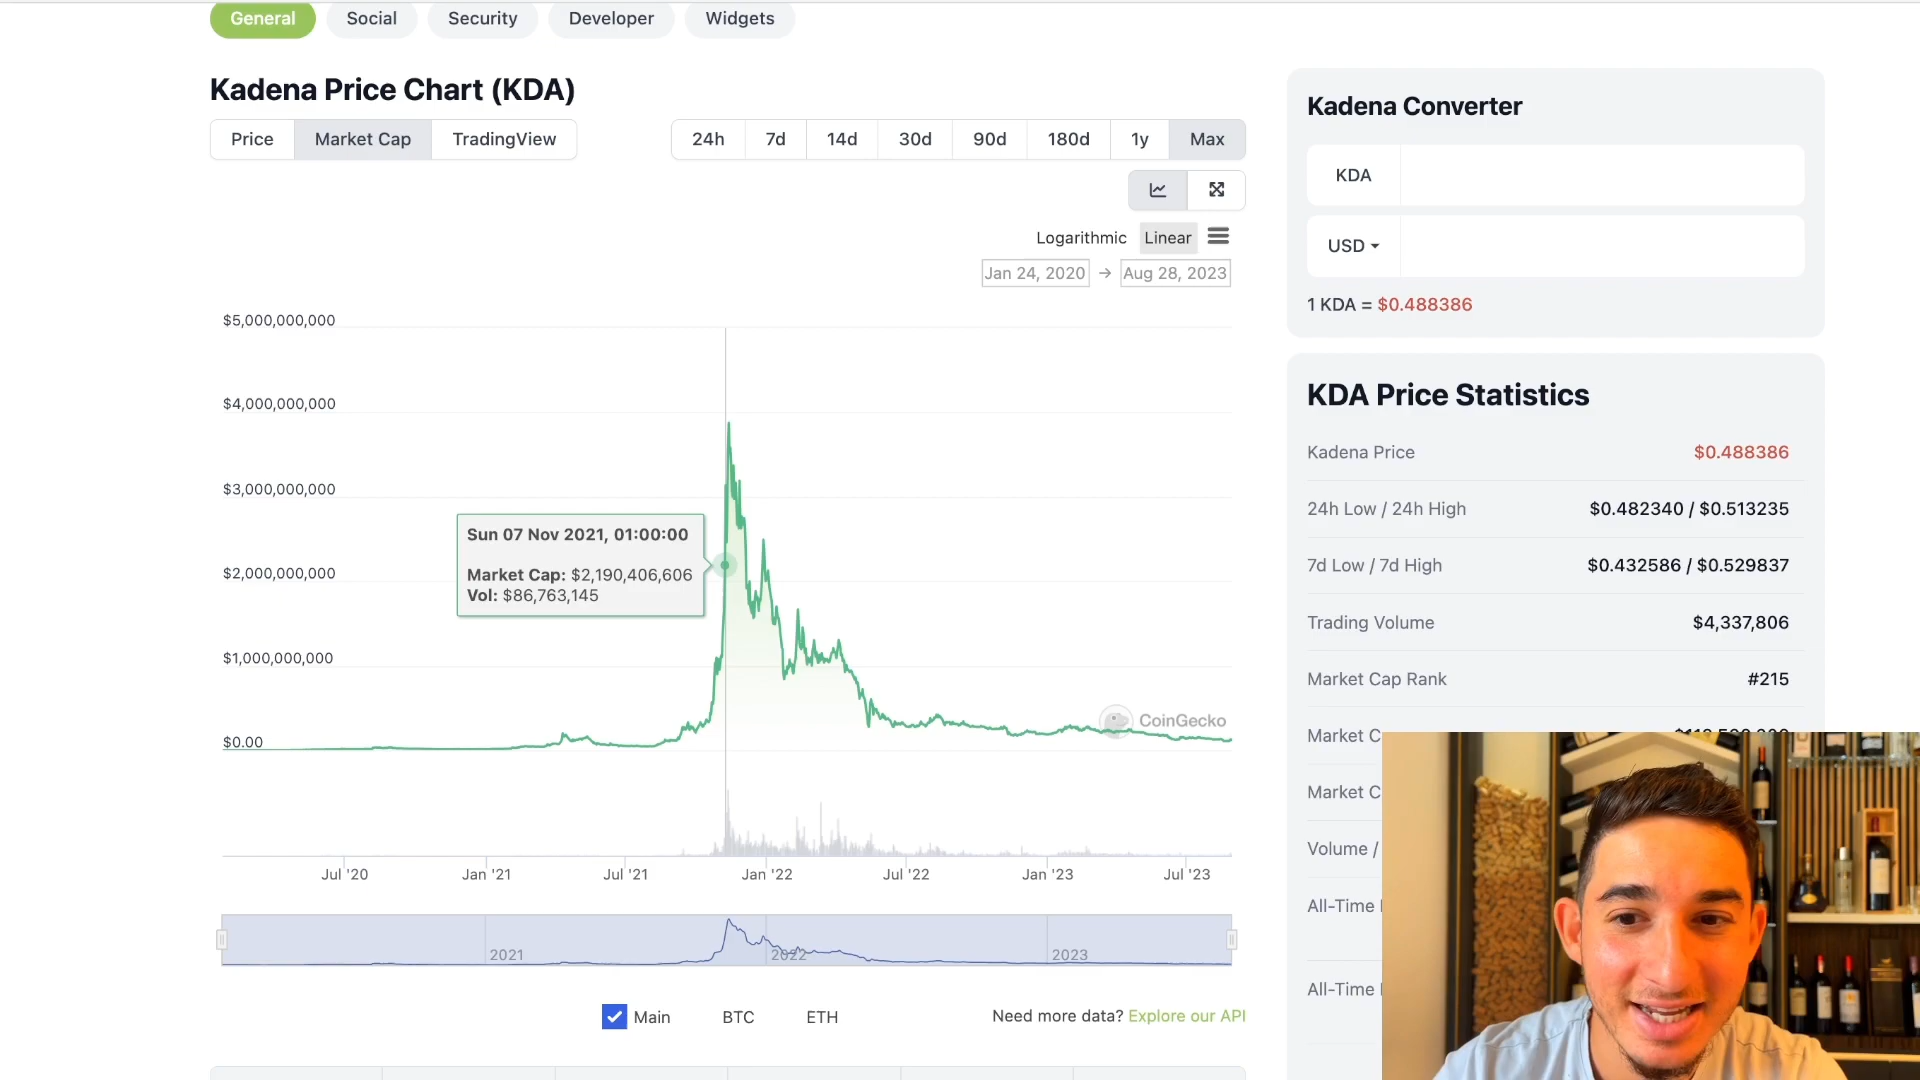 General Social Security Developer Widgets
Kadena Price Chart (KDA)
Price Market Cap TradingView
24h 7d 14d 30d 90d 180d 1y Max
Logarithmic Linear
Jan 24, 2020 → Aug 28, 2023
$5,000,000,000
$4,000,000,000
$3,000,000,000
$2,000,000,000
$1,000,000,000
$0.00
Sun 07 Nov 2021, 01:00:00
Market Cap: $2,190,406,606
Vol: $86,763,145
CoinGecko
Jul '20 Jan '21 Jul '21 Jan '22 Jul '22 Jan '23 Jul '23
2021 2022 2023
Main BTC ETH
Need more data? Explore our API
Kadena Converter
KDA
USD
1 KDA = $0.488386
KDA Price Statistics
Kadena Price $0.488386
24h Low / 24h High $0.482340 / $0.513235
7d Low / 7d High $0.432586 / $0.529837
Trading Volume $4,337,806
Market Cap Rank #215
Market C
Market C
Volume /
All-Time
All-Time